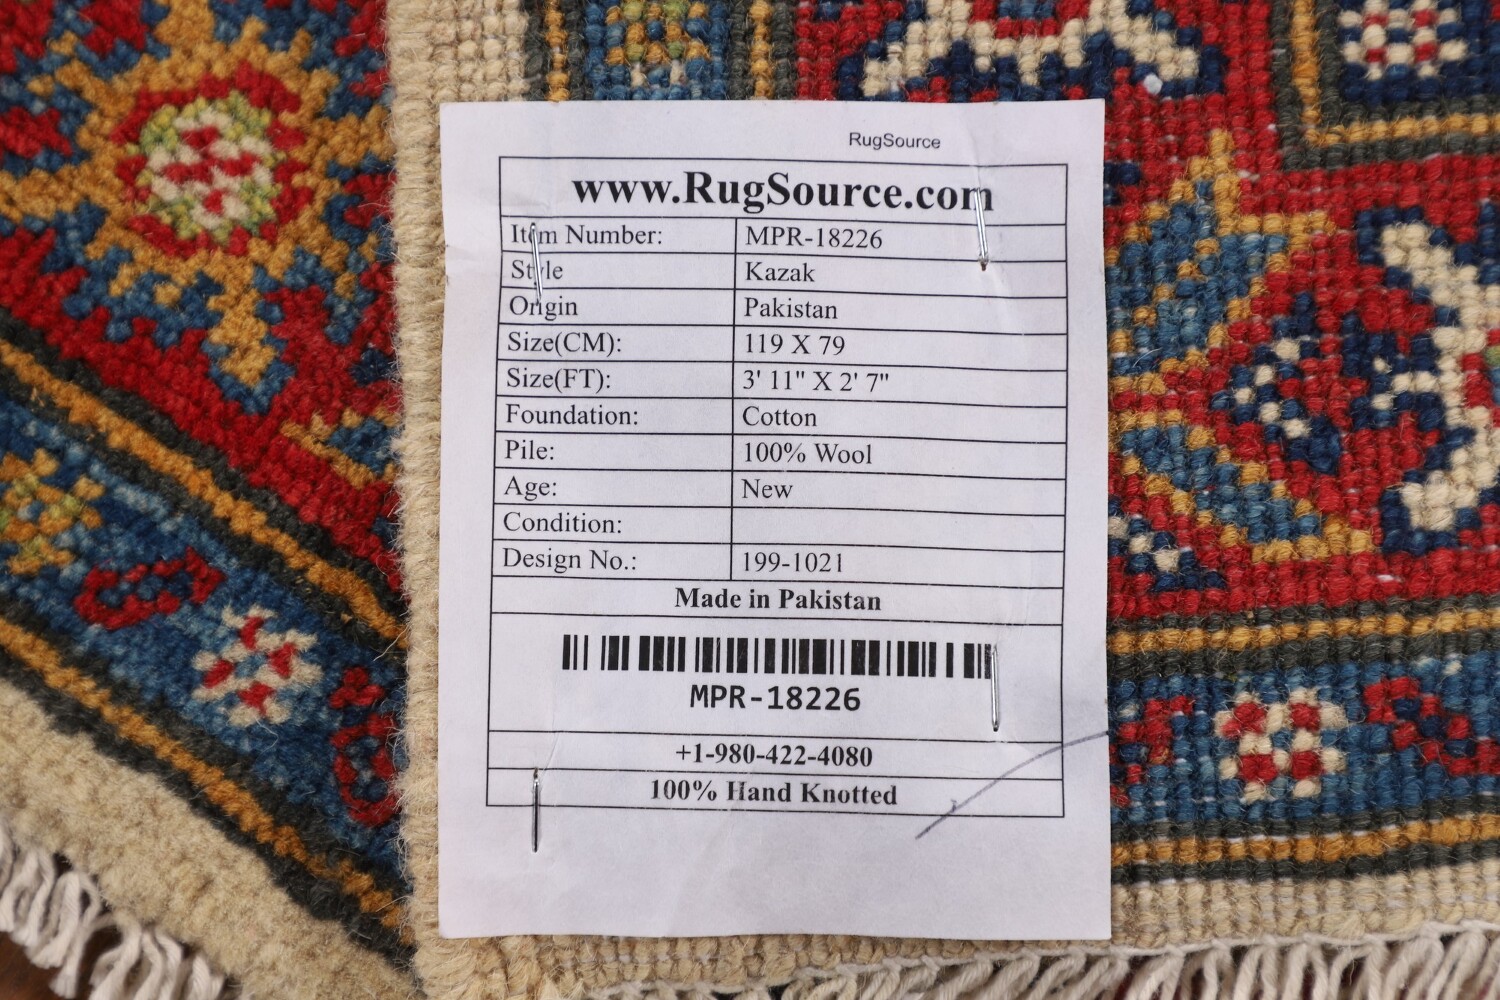 RugSource
www.RugSource.com
Item Number: MPR-18226
Style Kazak
Origin Pakistan
Size(CM): 119 X 79
Size(FT): 3' 11" X 2' 7"
Foundation: Cotton
Pile: 100% Wool
Age: New
Condition:
Design No.: 199-1021
Made in Pakistan
MPR-18226
+1-980-422-4080
100% Hand Knotted